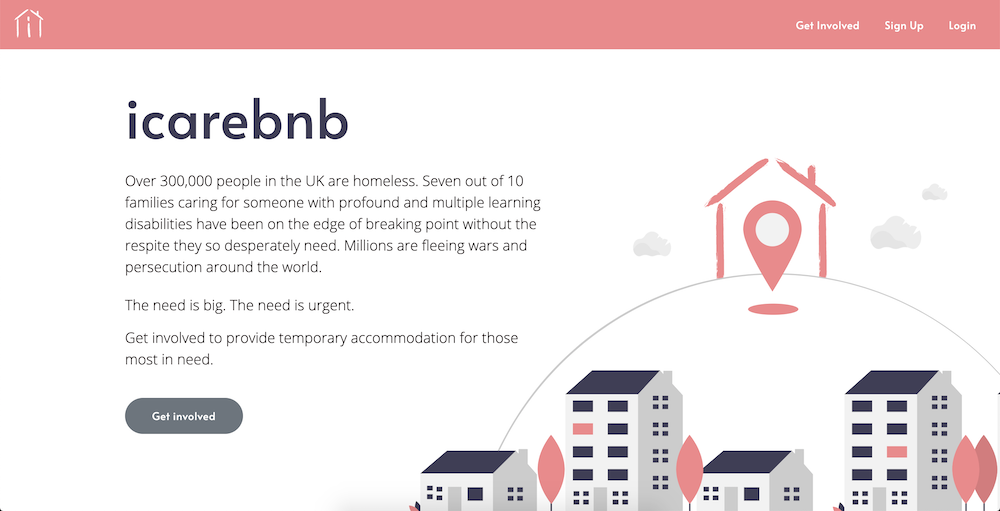 Get Involved Sign Up Login
icarebnb
Over 300,000 people in the UK are homeless. Seven out of 10
families caring for someone with profound and multiple learning
disabilities have been on the edge of breaking point without the
respite they so desperately need. Millions are fleeing wars and
persecution around the world.
The need is big. The need is urgent.
Get involved to provide temporary accommodation for those
most in need.
Get involved